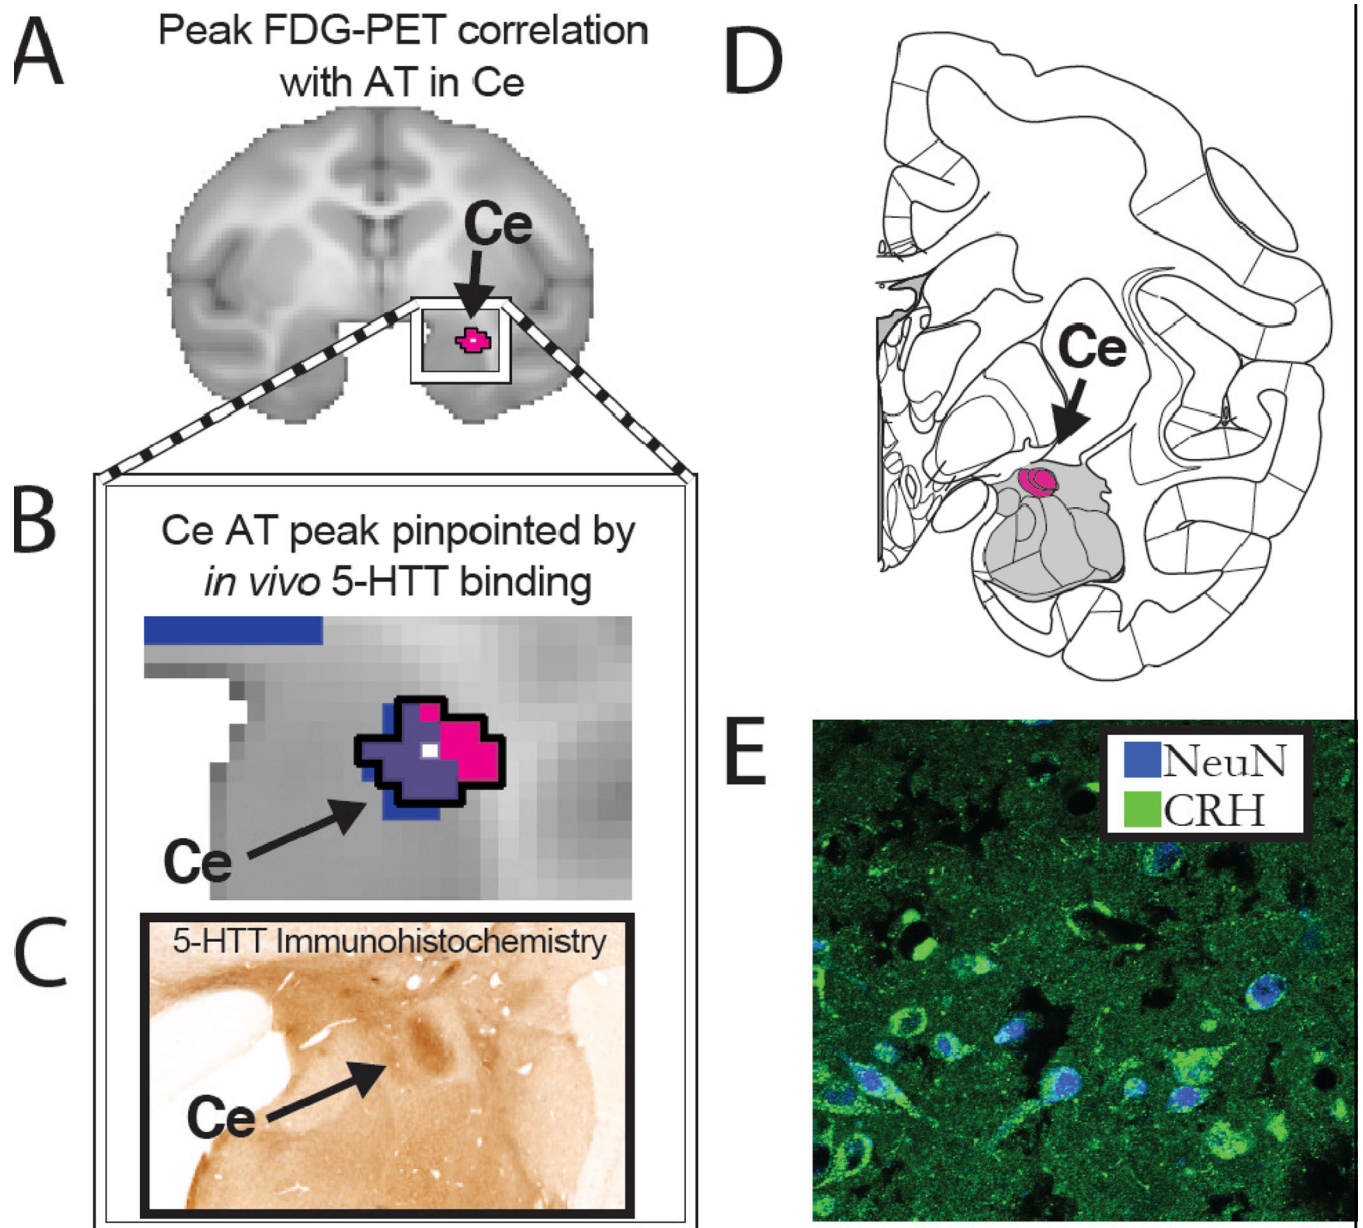 A
Peak FDG-PET correlation
with AT in Ce
Ce
B
Ce AT peak pinpointed by
in vivo 5-HTT binding
Ce
C
5-HTT Immunohistochemistry
Ce
D
Ce
E
NeuN
CRH